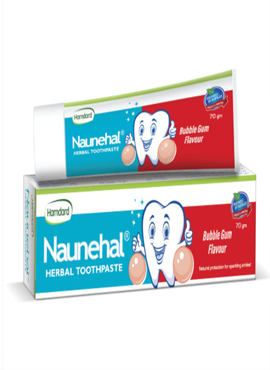 Hamdard
Naunehal®
HERBAL TOOTHPASTE
Bubble Gum
Flavour
70 gm
Hamdard
Naunehal®
HERBAL TOOTHPASTE
Bubble Gum
Flavour
70 gm
Natural protection for sparkling smiles!